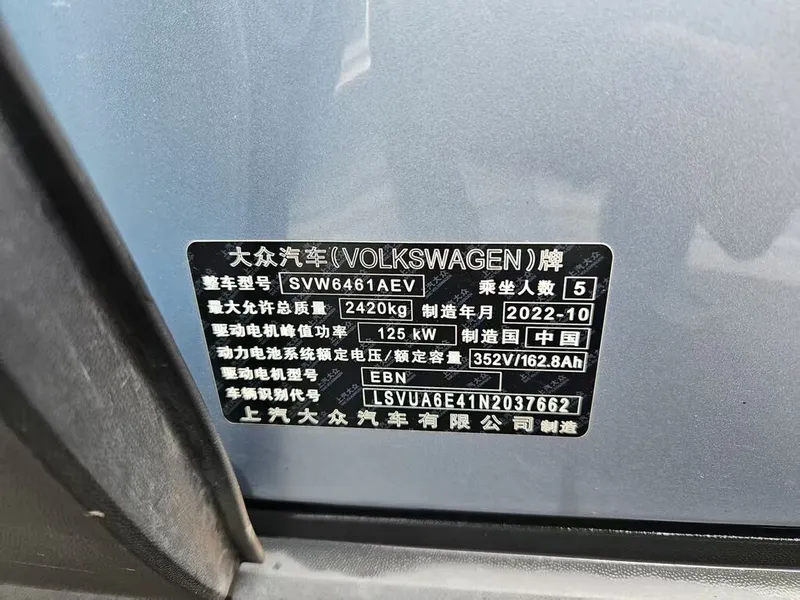 大众汽车(VOLKSWAGEN)牌
整车型号 SVW6461AEV 乘坐人数 5
最大允许总质量 2420kg 制造年月 2022-10
驱动电机峰值功率 125 kW 制造国 中国
动力电池系统额定电压/额定容量 352V/162.8Ah
驱动电机型号 EBN
车辆识别代号 LSVUA6E41N2037662
上汽大众汽车有限公司 制造